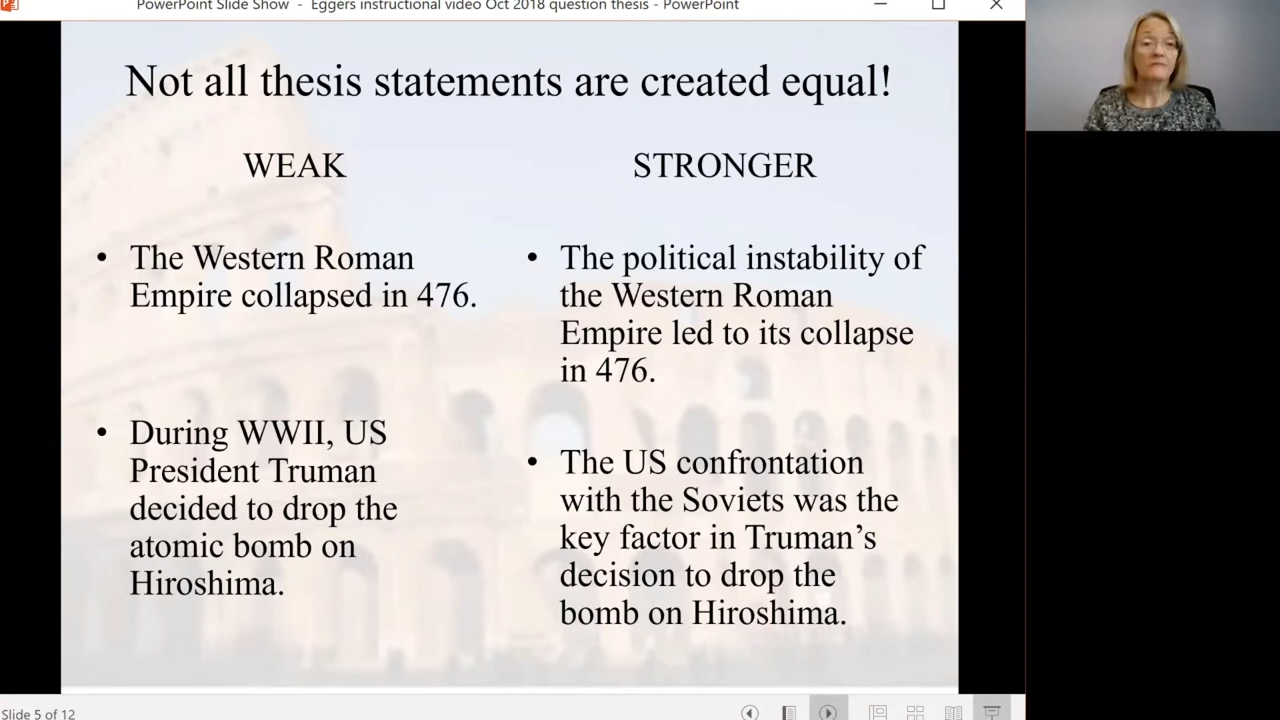 PowerPoint Slide Show - Eggers instructional video Oct 2018 question thesis - PowerPoint
Not all thesis statements are created equal!
WEAK
• The Western Roman
Empire collapsed in 476.
• During WWII, US
President Truman
decided to drop the
atomic bomb on
Hiroshima.
STRONGER
• The political instability of
the Western Roman
Empire led to its collapse
in 476.
• The US confrontation
with the Soviets was the
key factor in Truman’s
decision to drop the
bomb on Hiroshima.
Slide 5 of 12